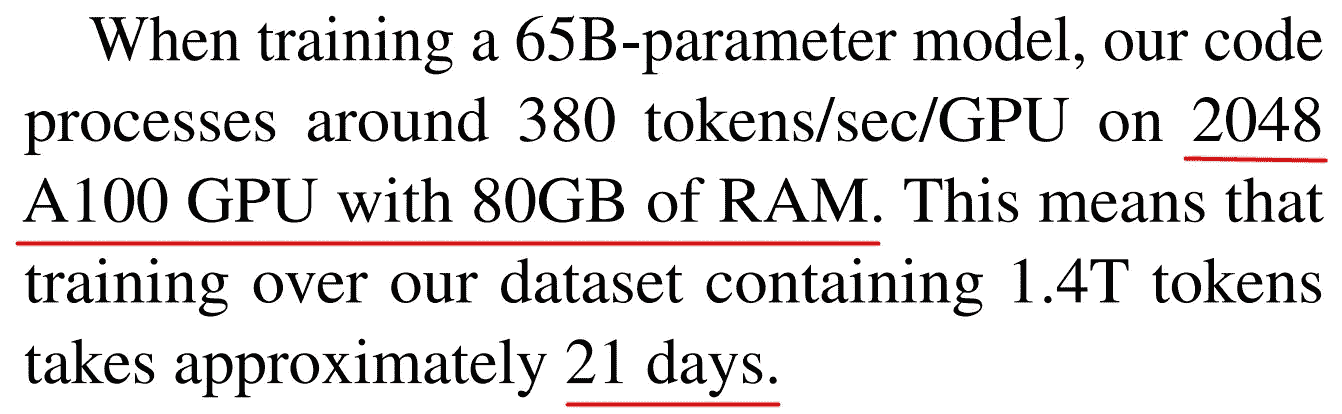 When training a 65B-parameter model, our code
processes around 380 tokens/sec/GPU on 2048
A100 GPU with 80GB of RAM. This means that
training over our dataset containing 1.4T tokens
takes approximately 21 days.